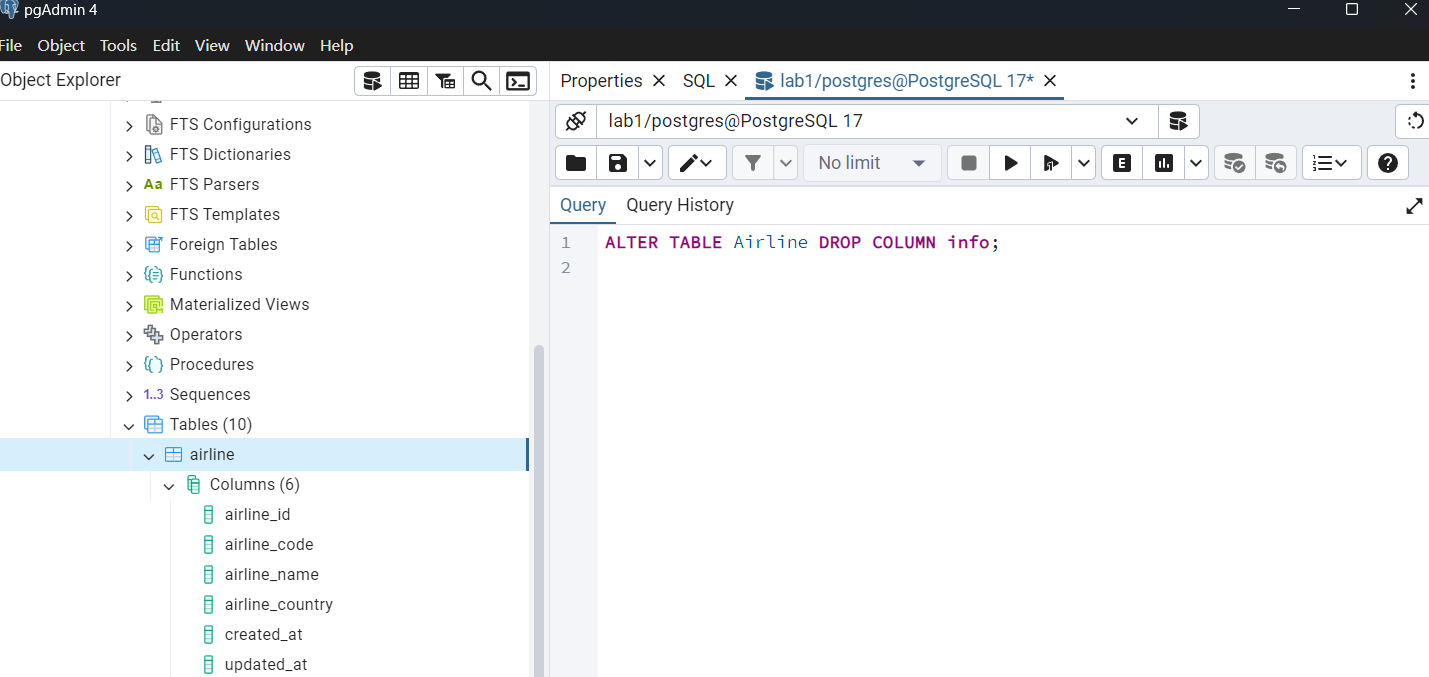 pgAdmin 4
File Object Tools Edit View Window Help
Object Explorer
Properties SQL lab1/postgres@PostgreSQL 17*
lab1/postgres@PostgreSQL 17
No limit
E
Query Query History
1 ALTER TABLE Airline DROP COLUMN info;
2
FTS Configurations
FTS Dictionaries
Aa FTS Parsers
FTS Templates
Foreign Tables
Functions
Materialized Views
Operators
Procedures
1..3 Sequences
Tables (10)
airline
Columns (6)
airline_id
airline_code
airline_name
airline_country
created_at
updated_at